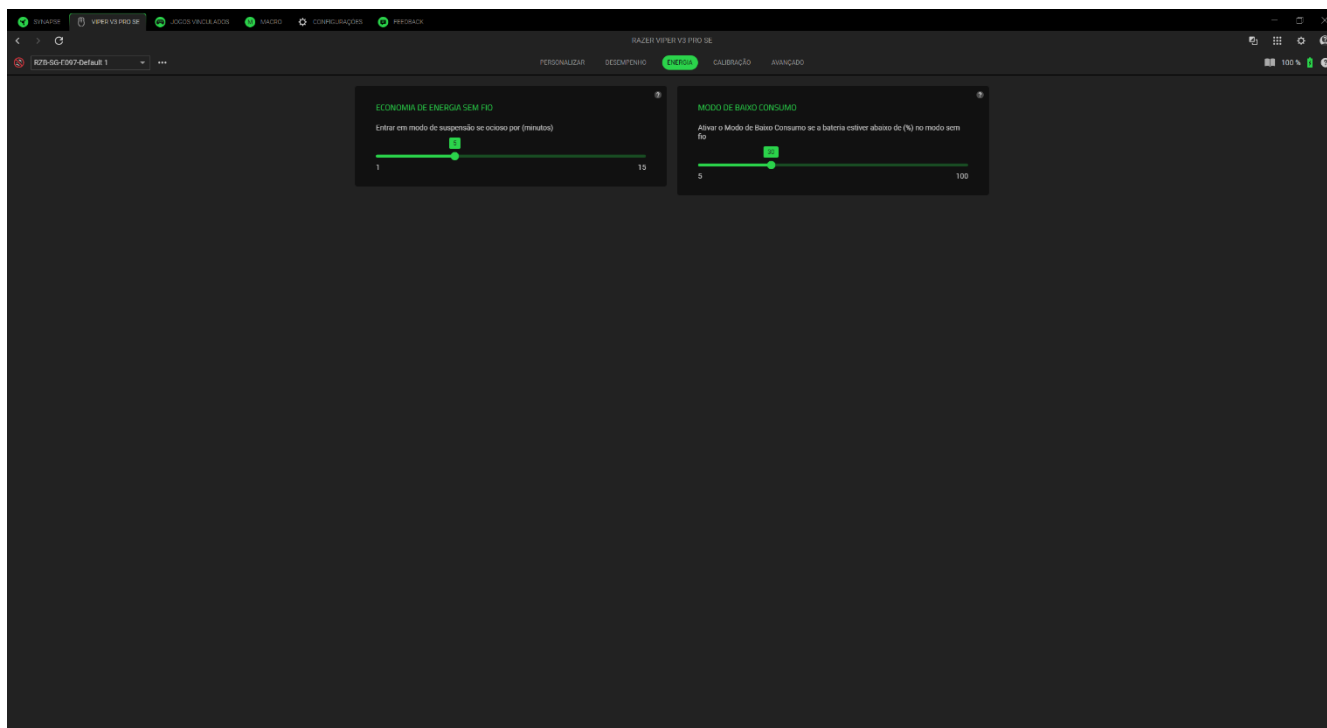 SYNAPSE VIPER V3 PRO SE JOGOS VINCULADOS MACRO CONFIGURAÇÕES FEEDBACK
RAZER VIPER V3 PRO SE
RZ8-SG-E097-Default 1 PERSONALIZAR DESEMPENHO ENERGIA CALIBRAÇÃO AVANÇADO 100 %
ECONOMIA DE ENERGIA SEM FIO
Entrar em modo de suspensão se ocioso por (minutos)
1 15
MODO DE BAIXO CONSUMO
Ativar o Modo de Baixo Consumo se a bateria estiver abaixo de (%) no modo sem
fio
30
5 100